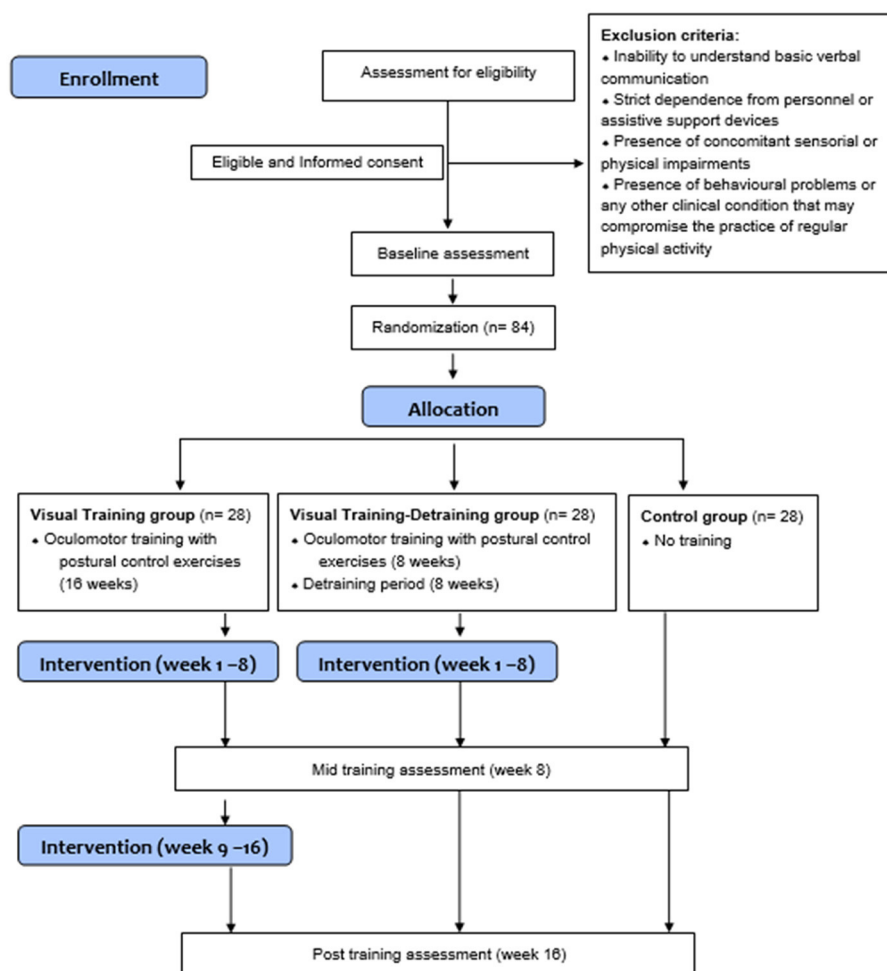 Enrollment
Assessment for eligibility
Exclusion criteria:
• Inability to understand basic verbal
communication
• Strict dependence from personnel or
assistive support devices
• Presence of concomitant sensorial or
physical impairments
• Presence of behavioural problems or
any other clinical condition that may
compromise the practice of regular
physical activity
Eligible and Informed consent
Baseline assessment
Randomization (n= 84)
Allocation
Visual Training group (n= 28)
• Oculomotor training with
postural control exercises
(16 weeks)
Visual Training-Detraining group (n= 28)
• Oculomotor training with postural control
exercises (8 weeks)
• Detraining period (8 weeks)
Control group (n= 28)
• No training
Intervention (week 1 –8)
Intervention (week 1 –8)
Mid training assessment (week 8)
Intervention (week 9 –16)
Post training assessment (week 16)